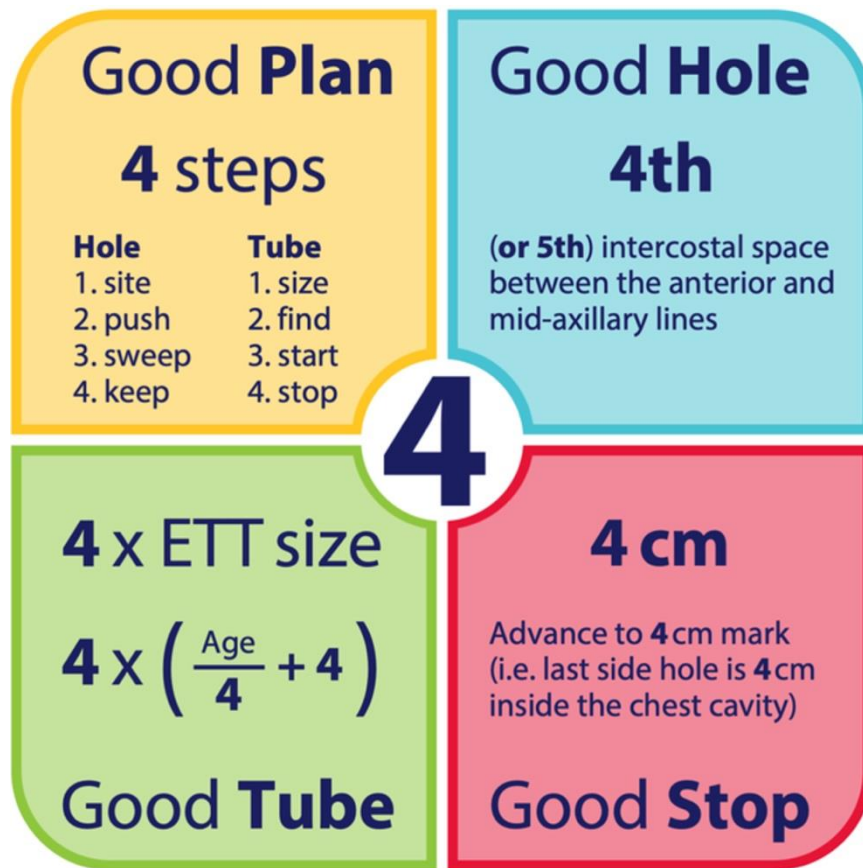 Good Plan
4 steps
Hole
1. site
2. push
3. sweep
4. keep
Tube
1. size
2. find
3. start
4. stop
Good Hole
4th
(or 5th) intercostal space
between the anterior and
mid-axillary lines
4
4 x ETT size
4 x ( Age/4 + 4 )
Good Tube
4 cm
Advance to 4 cm mark
(i.e. last side hole is 4 cm
inside the chest cavity)
Good Stop